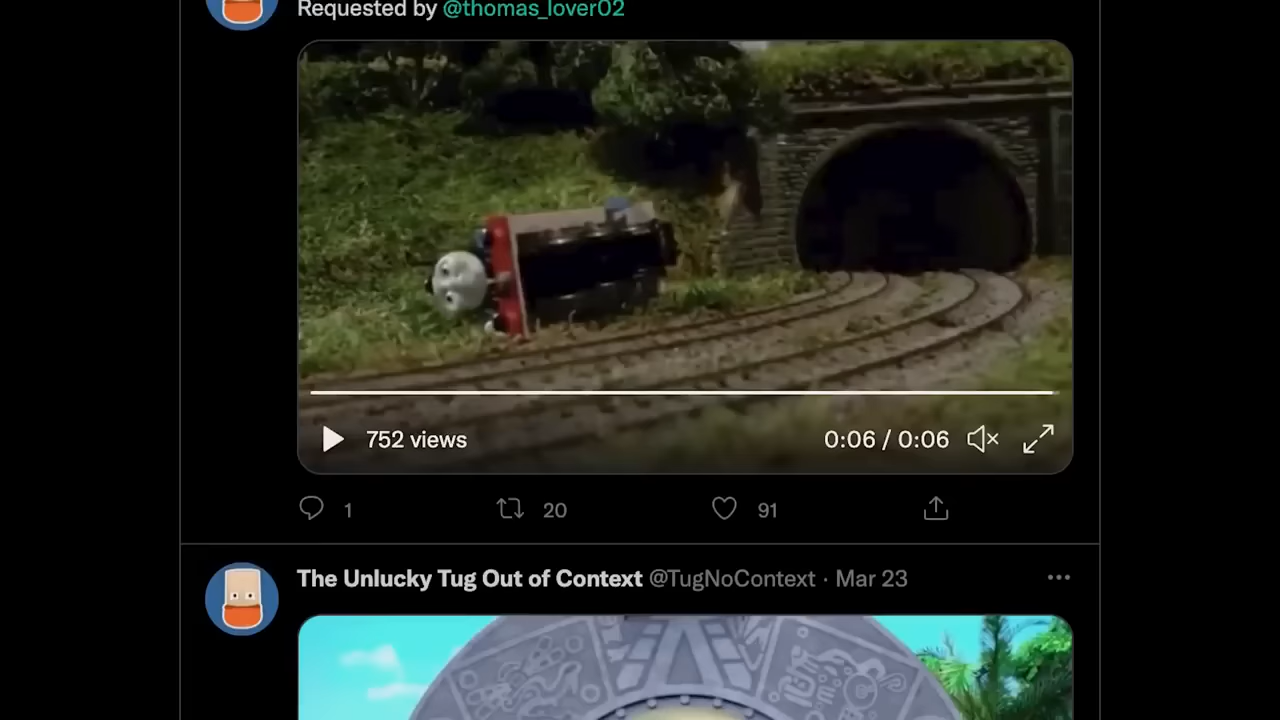 Requested by @thomas_lover02
752 views
0:06 / 0:06
1
20
91
The Unlucky Tug Out of Context @TugNoContext · Mar 23